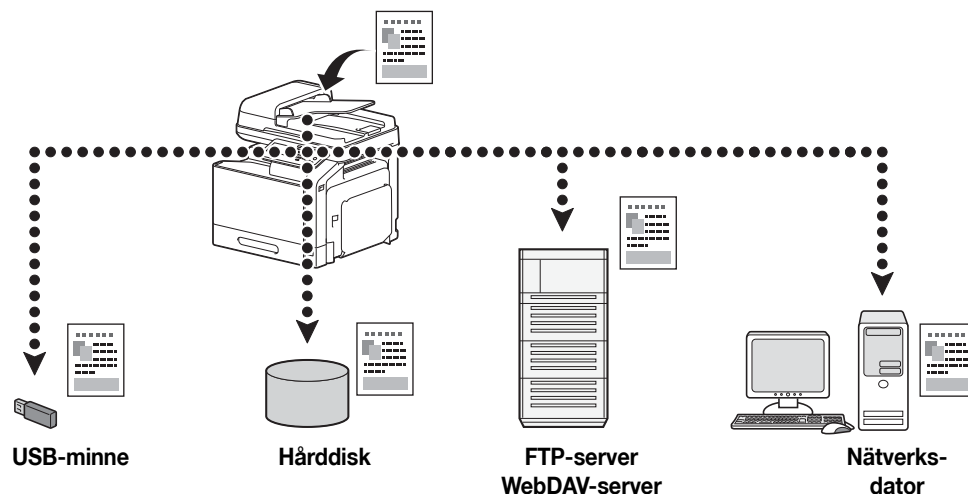 USB-minne
Hårddisk
FTP-server
WebDAV-server
Nätverks-
dator